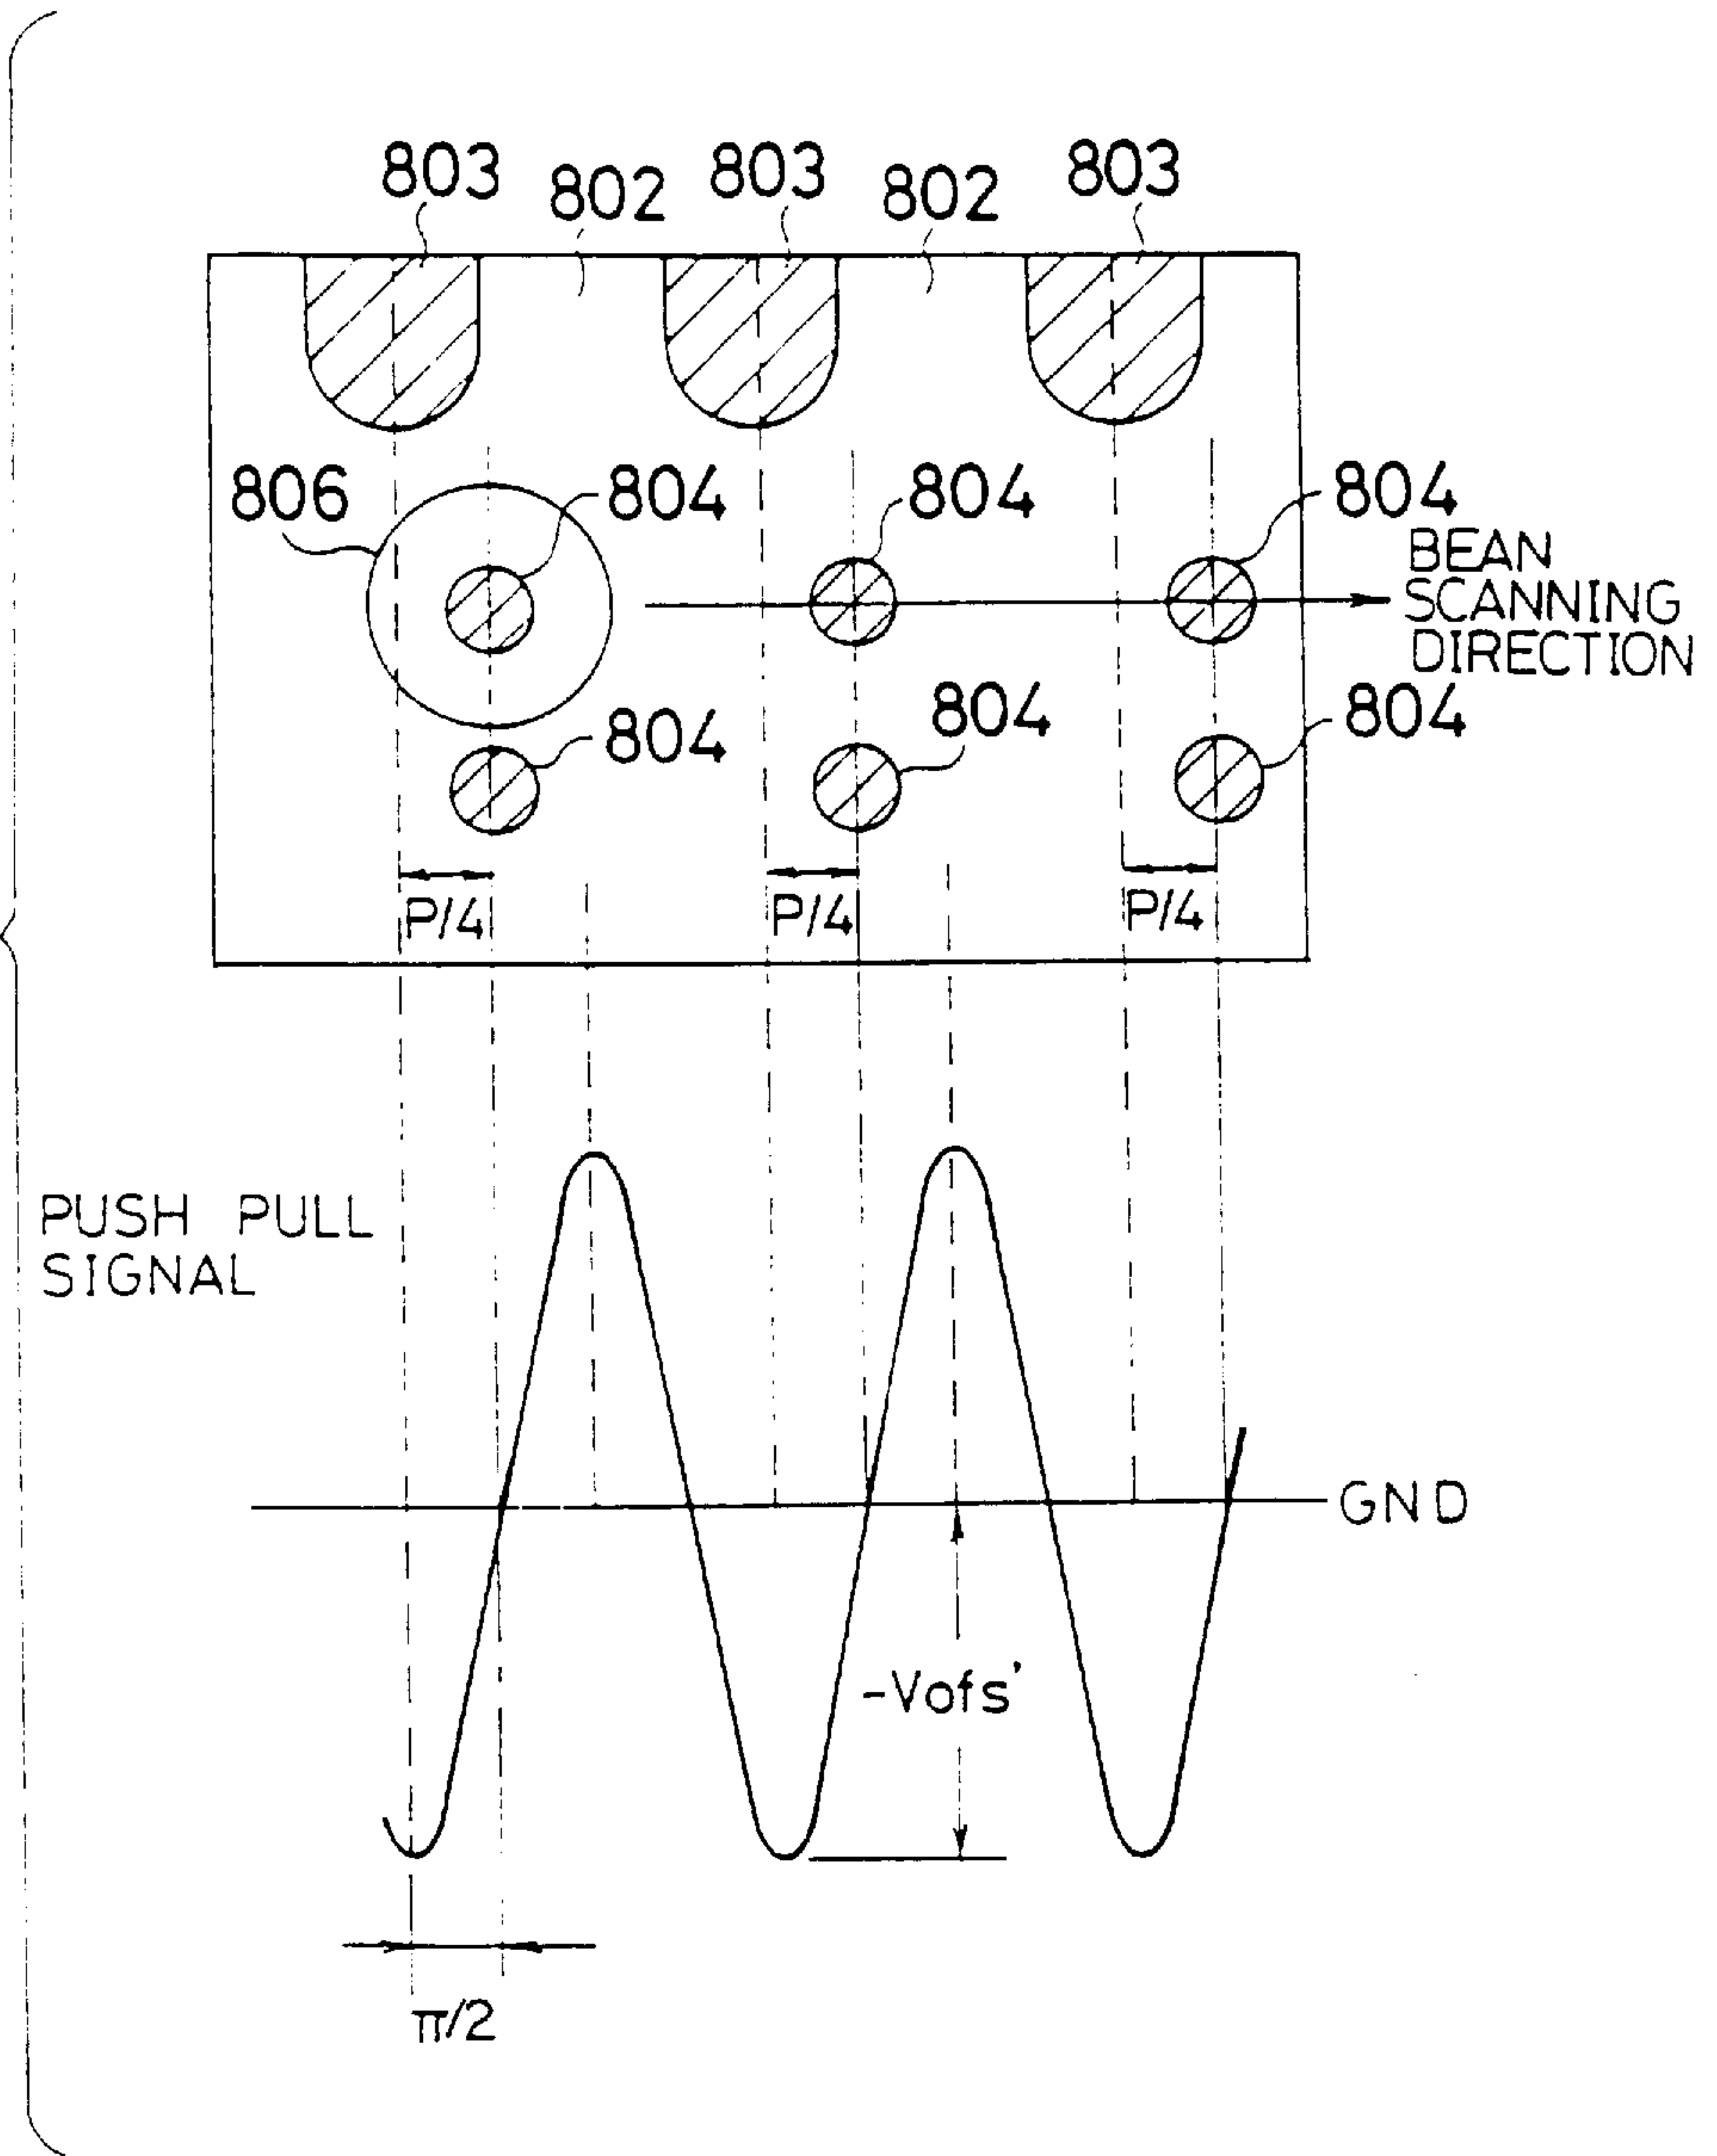 803 802 803 802 803
806 804 804 804
BEAN
SCANNING
DIRECTION
804 804 804
P/4 P/4 P/4
PUSH PULL
SIGNAL
GND
-Vofs'
π/2